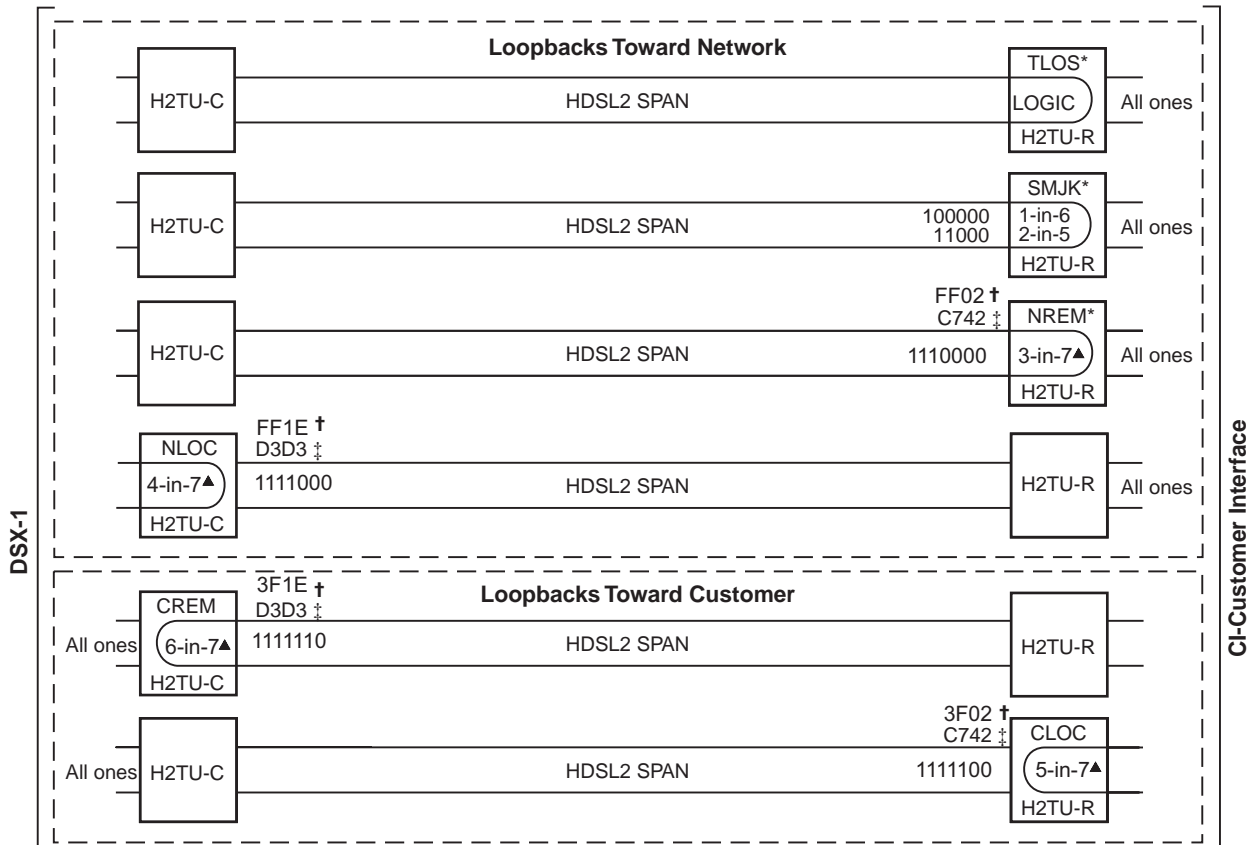 Loopbacks Toward Network
H2TU-C
HDSL2 SPAN
TLOS*
LOGIC
H2TU-R
All ones
H2TU-C
HDSL2 SPAN
100000
11000
SMJK*
1-in-6
2-in-5
H2TU-R
All ones
H2TU-C
HDSL2 SPAN
FF02 †
C742 ‡
1110000
NREM*
3-in-7▲
H2TU-R
All ones
NLOC
4-in-7▲
H2TU-C
FF1E †
D3D3 ‡
1111000
HDSL2 SPAN
H2TU-R
All ones
DSX-1
CI-Customer Interface
Loopbacks Toward Customer
All ones
CREM
6-in-7▲
H2TU-C
3F1E †
D3D3 ‡
1111110
HDSL2 SPAN
H2TU-R
All ones
H2TU-C
HDSL2 SPAN
3F02 †
C742 ‡
1111100
CLOC
5-in-7▲
H2TU-R